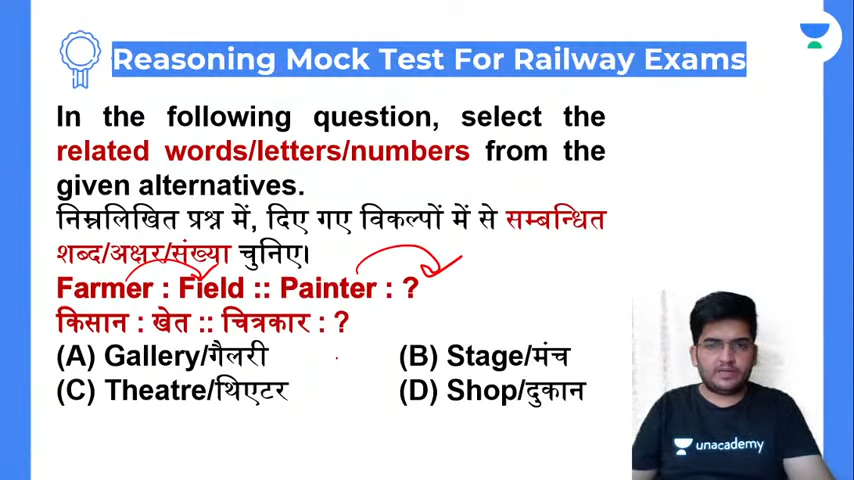 Reasoning Mock Test For Railway Exams
In the following question, select the
related words/letters/numbers from the
given alternatives.
निम्नलिखित प्रश्न में, दिए गए विकल्पों में से सम्बन्धित
शब्द/अक्षर/संख्या चुनिए।
Farmer : Field :: Painter : ?
किसान : खेत :: चित्रकार : ?
(A) Gallery/गैलरी (B) Stage/मंच
(C) Theatre/थिएटर (D) Shop/दुकान
unacademy